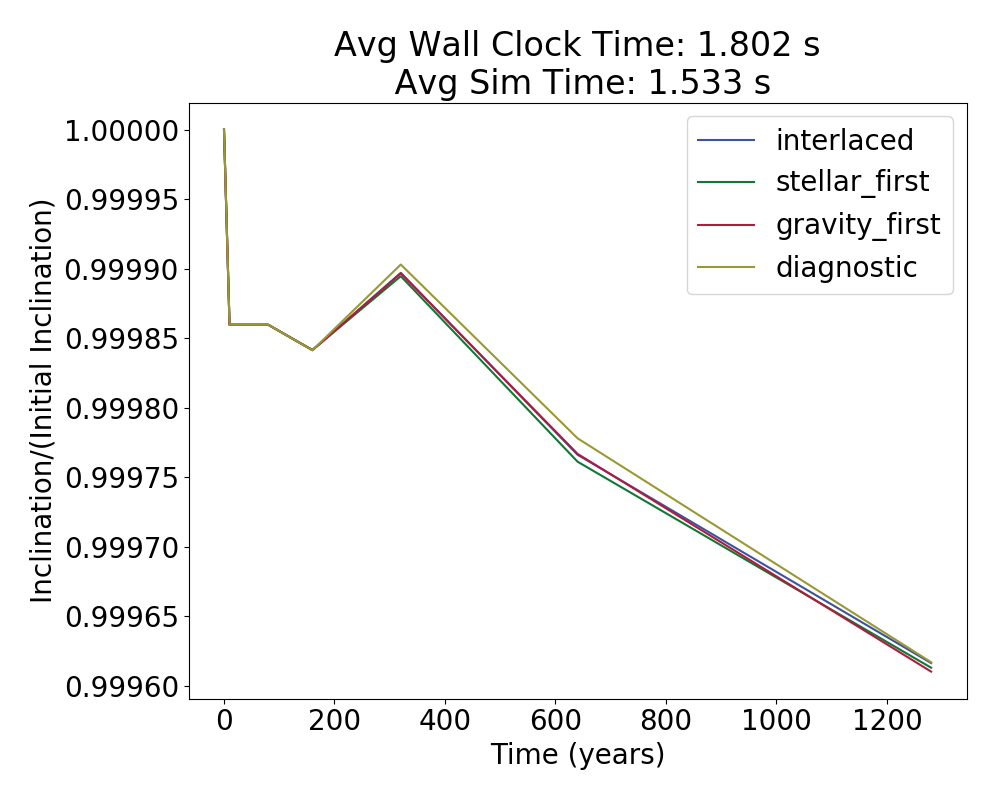 Avg Wall Clock Time: 1.802 s
Avg Sim Time: 1.533 s
Inclination/(Initial Inclination)
1.00000
0.99995
0.99990
0.99985
0.99980
0.99975
0.99970
0.99965
0.99960
interlaced
stellar_first
gravity_first
diagnostic
0 200 400 600 800 1000 1200
Time (years)